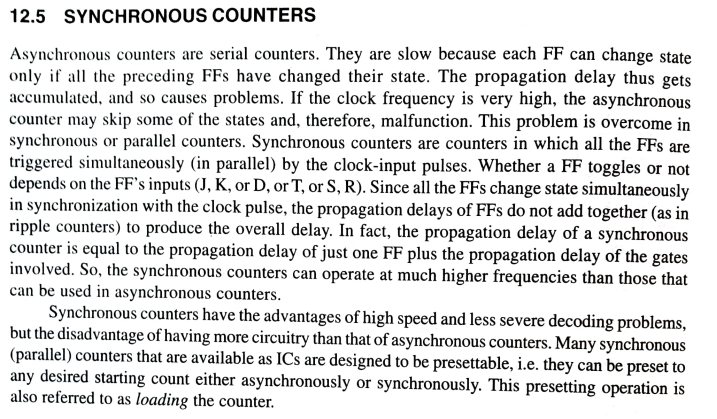 12.5 SYNCHRONOUS COUNTERS
Asynchronous counters are serial counters. They are slow because each FF can change state
only if all the preceding FFs have changed their state. The propagation delay thus gets
accumulated, and so causes problems. If the clock frequency is very high, the asynchronous
counter may skip some of the states and, therefore, malfunction. This problem is overcome in
synchronous or parallel counters. Synchronous counters are counters in which all the FFs are
triggered simultaneously (in parallel) by the clock-input pulses. Whether a FF toggles or not
depends on the FF's inputs (J, K, or D, or T, or S, R). Since all the FFs change state simultaneously
in synchronization with the clock pulse, the propagation delays of FFs do not add together (as in
ripple counters) to produce the overall delay. In fact, the propagation delay of a synchronous
counter is equal to the propagation delay of just one FF plus the propagation delay of the gates
involved. So, the synchronous counters can operate at much higher frequencies than those that
can be used in asynchronous counters.
Synchronous counters have the advantages of high speed and less severe decoding problems,
but the disadvantage of having more circuitry than that of asynchronous counters. Many synchronous
(parallel) counters that are available as ICs are designed to be presettable, i.e. they can be preset to
any desired starting count either asynchronously or synchronously. This presetting operation is
also referred to as loading the counter.